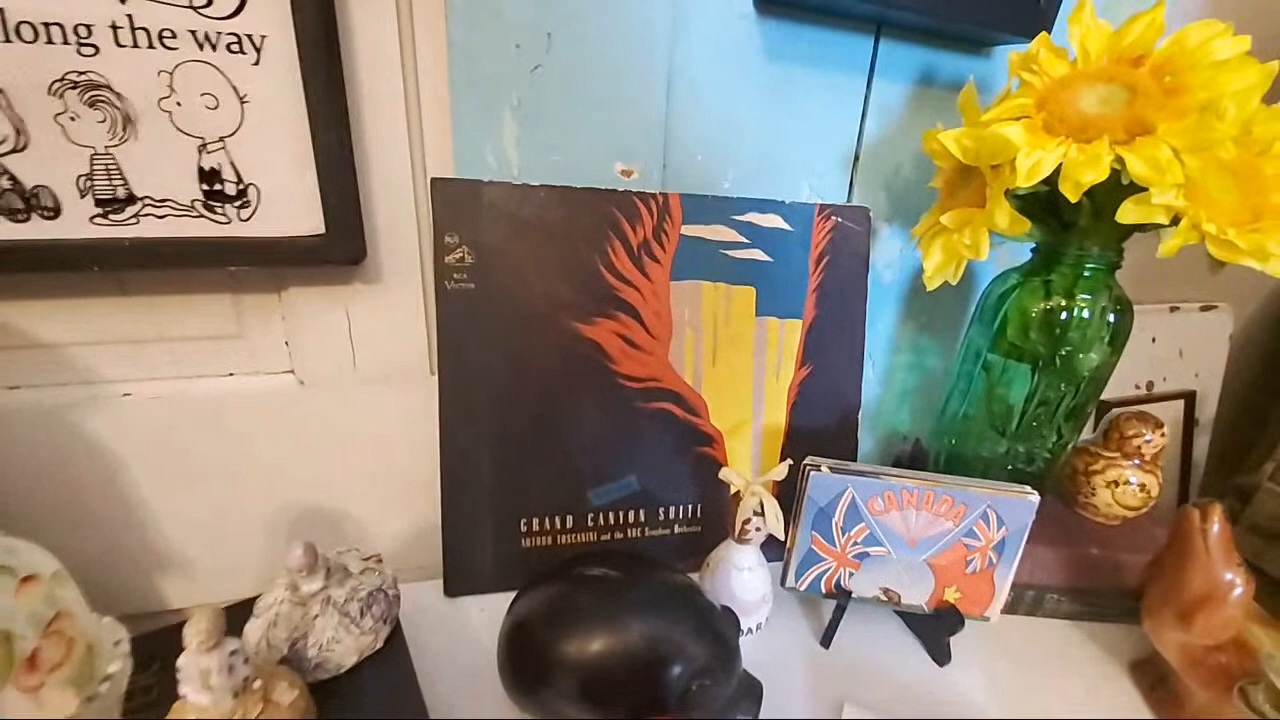 long the way
RCA
VICTOR
GRAND CANYON SUITE
ARTURO TOSCANINI and the NBC Symphony Orchestra
CANADA